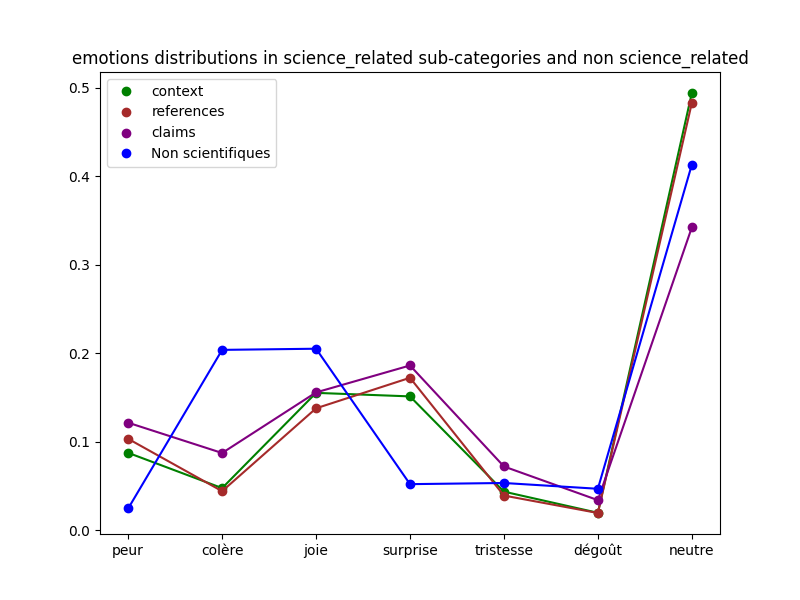 emotions distributions in science_related sub-categories and non science_related
context
references
claims
Non scientifiques
0.5
0.4
0.3
0.2
0.1
0.0
peur colère joie surprise tristesse dégoût neutre